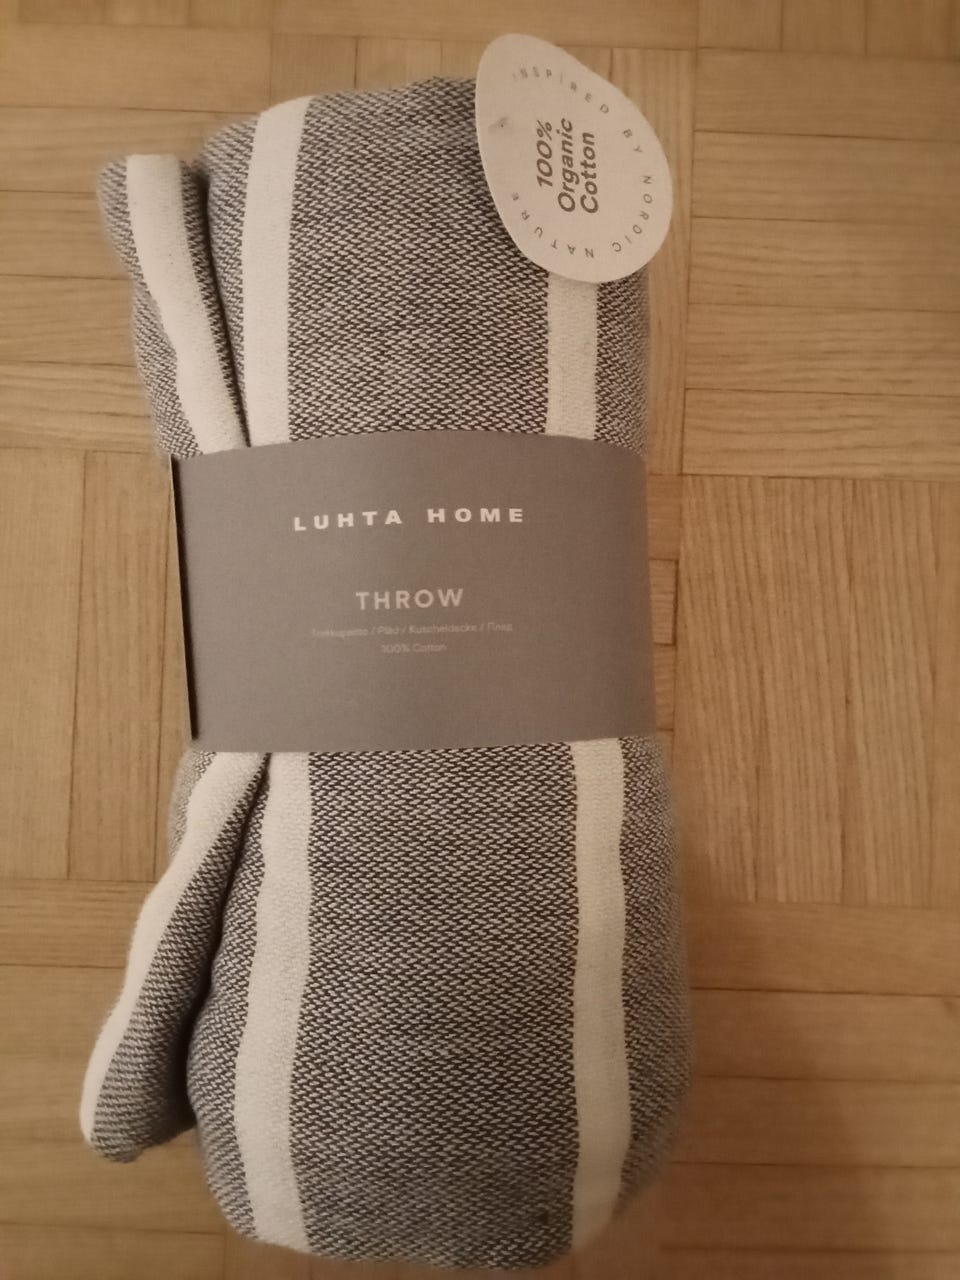 INSPIRED BY NORDIC NATURE
100%
Organic
Cotton
LUHTA HOME
THROW
Torkkupeitto / Pläd / Kuscheldecke / Плед
100% Cotton